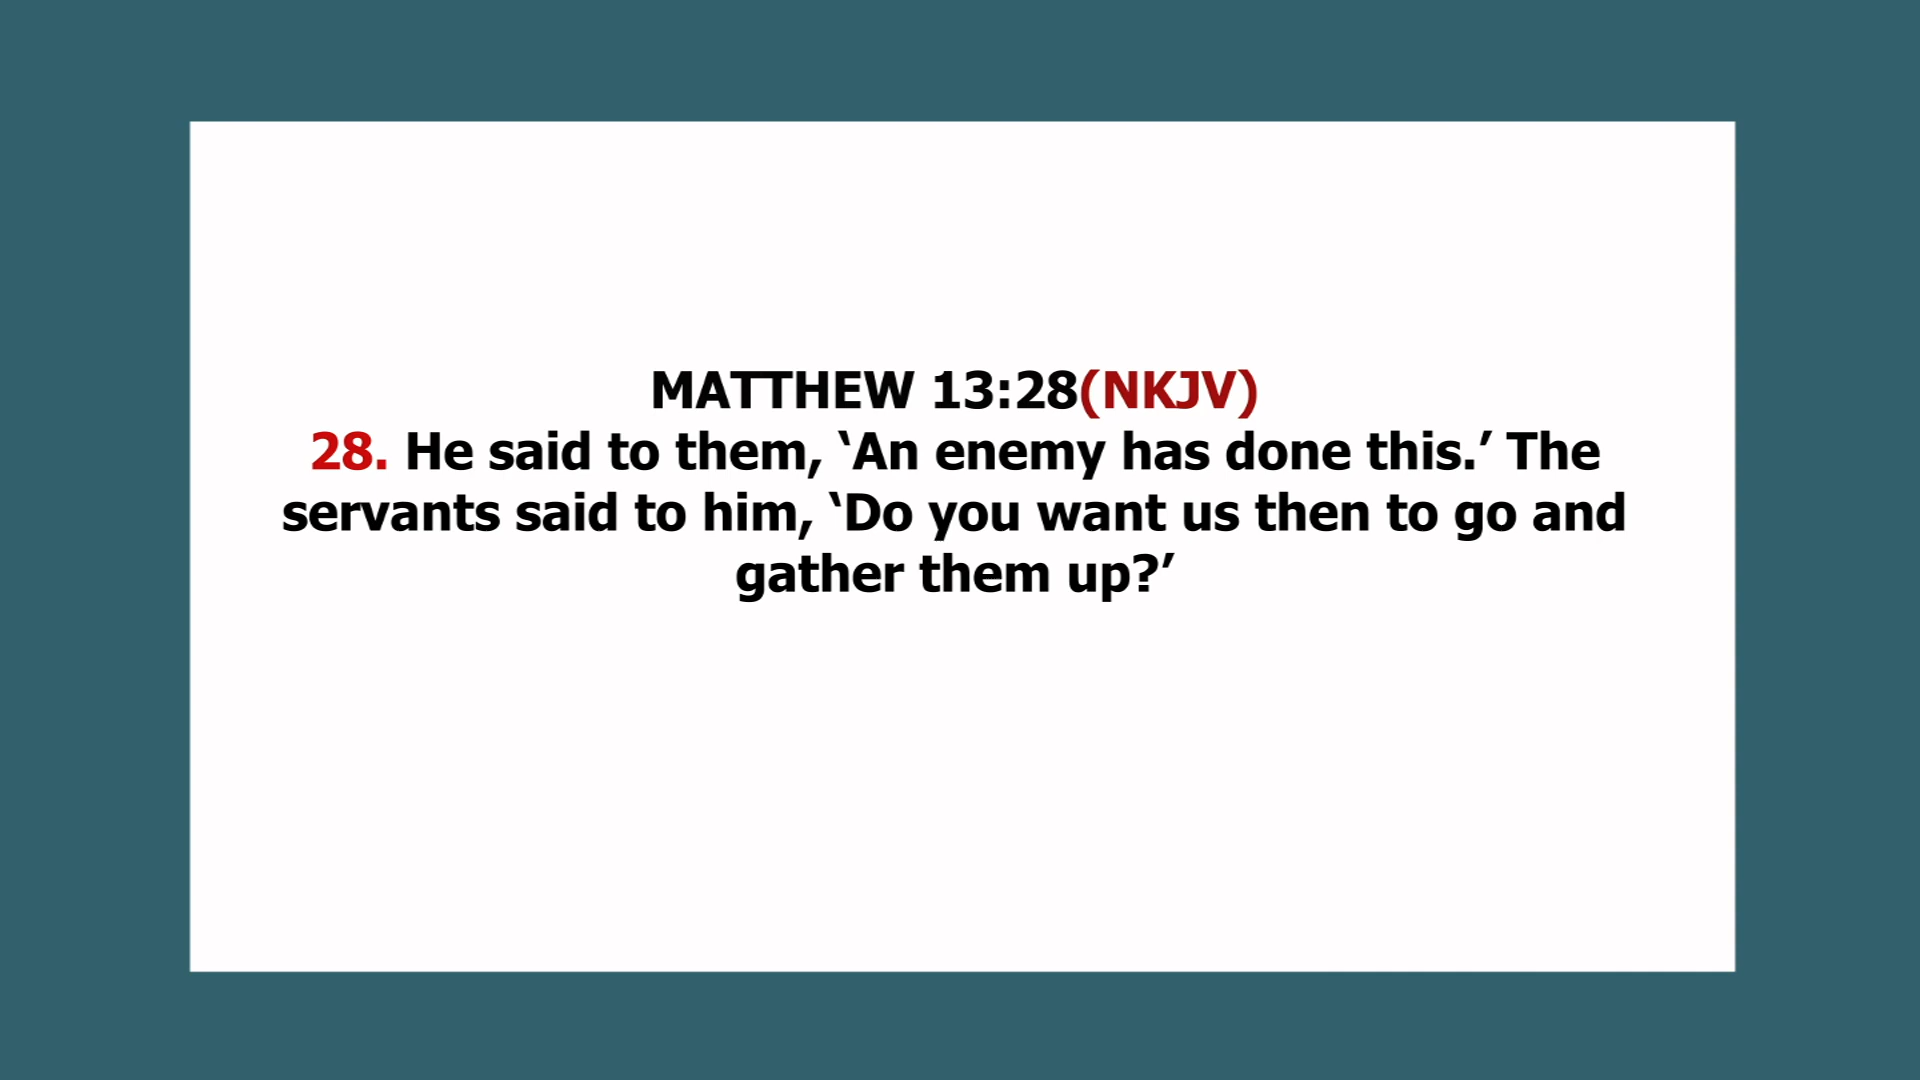 MATTHEW 13:28(NKJV)
28. He said to them, ‘An enemy has done this.’ The
servants said to him, ‘Do you want us then to go and
gather them up?’